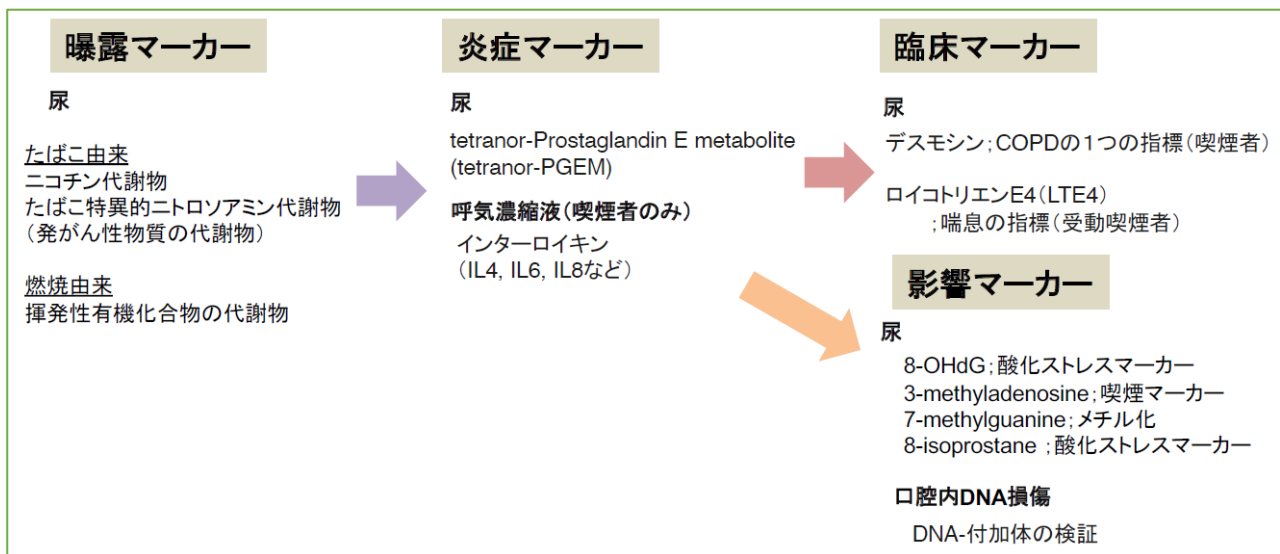 曝露マーカー
尿
たばこ由来
ニコチン代謝物
たばこ特異的ニトロソアミン代謝物
(発がん性物質の代謝物)
燃焼由来
揮発性有機化合物の代謝物
炎症マーカー
尿
tetranor-Prostaglandin E metabolite
(tetranor-PGEM)
呼気濃縮液(喫煙者のみ)
インターロイキン
(IL4, IL6, IL8など)
臨床マーカー
尿
デスモシン;COPDの1つの指標(喫煙者)
ロイコトリエンE4(LTE4)
;喘息の指標(受動喫煙者)
影響マーカー
尿
8-OHdG;酸化ストレスマーカー
3-methyladenosine;喫煙マーカー
7-methylguanine;メチル化
8-isoprostane ;酸化ストレスマーカー
口腔内DNA損傷
DNA-付加体の検証